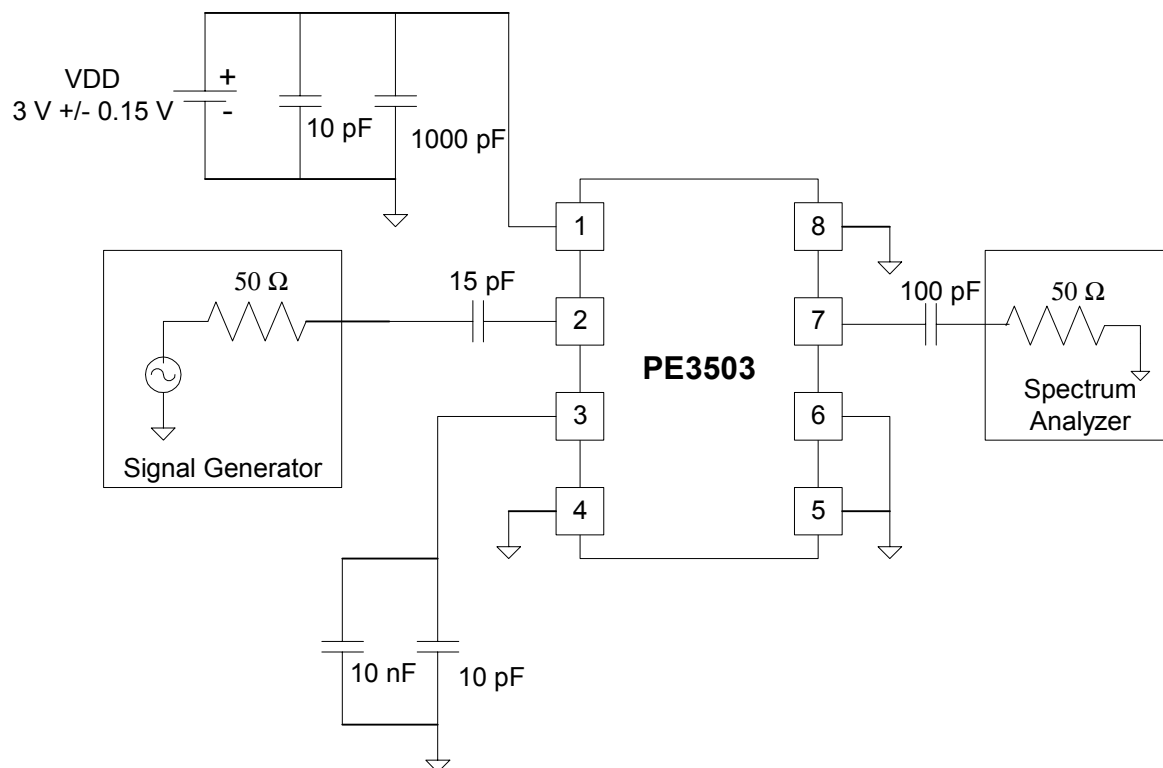 VDD
3 V +/- 0.15 V
+
-
10 pF
1000 pF
50 Ω
Signal Generator
15 pF
1
2
3
4
PE3503
8
7
6
5
100 pF
50 Ω
Spectrum
Analyzer
10 nF
10 pF